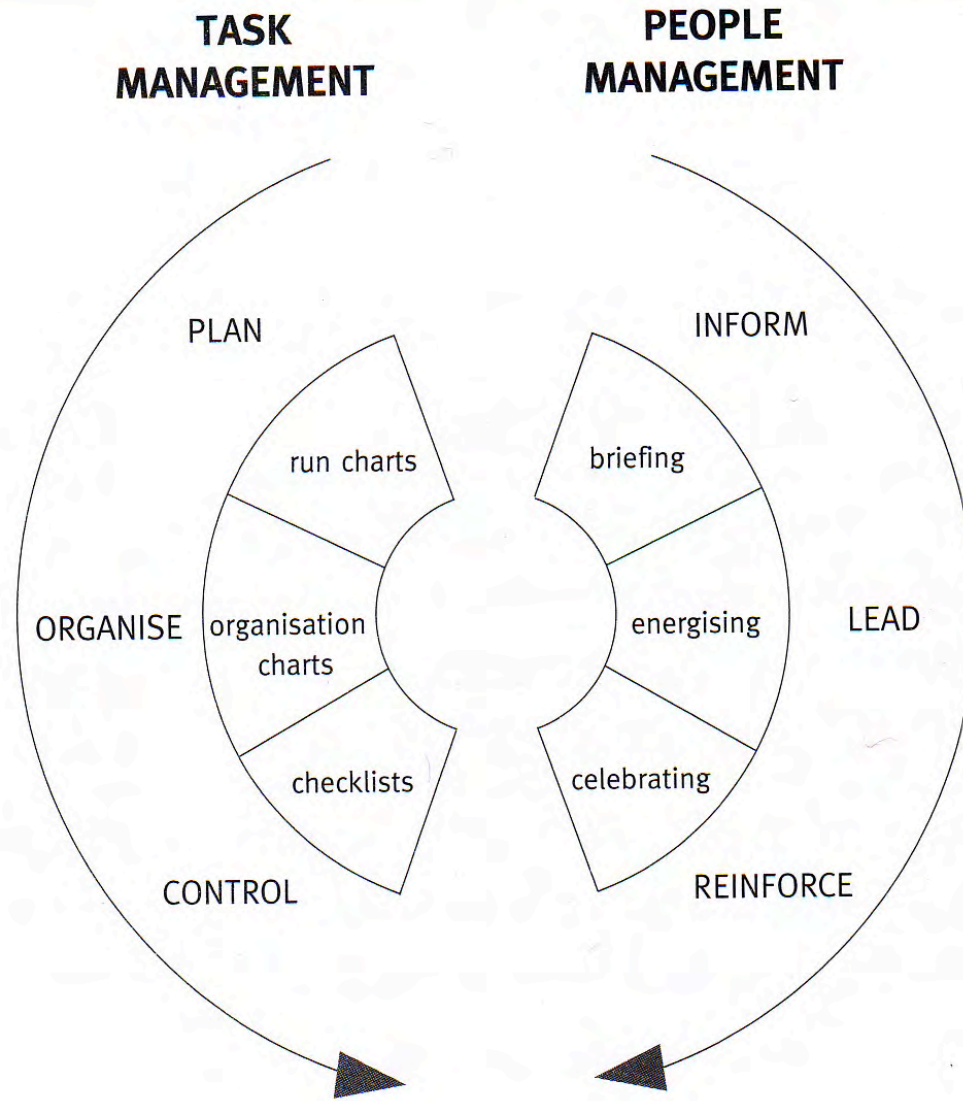 TASK
MANAGEMENT
PEOPLE
MANAGEMENT
PLAN
INFORM
run charts
briefing
ORGANISE
organisation
charts
energising
LEAD
checklists
celebrating
CONTROL
REINFORCE